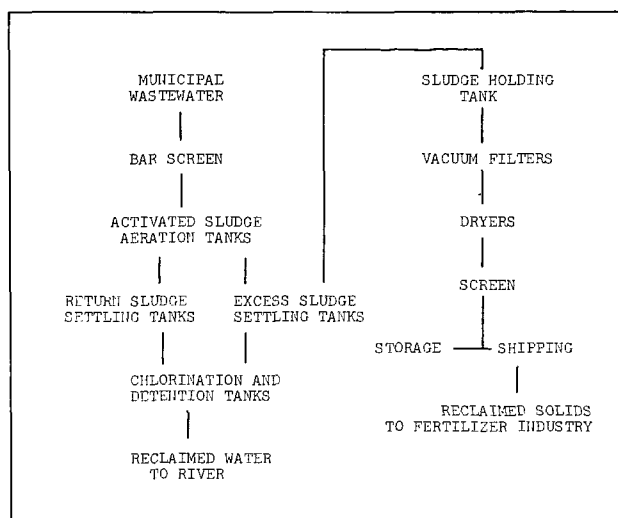 MUNICIPAL
WASTEWATER
BAR SCREEN
ACTIVATED SLUDGE
AERATION TANKS
RETURN SLUDGE
SETTLING TANKS
EXCESS SLUDGE
SETTLING TANKS
CHLORINATION AND
DETENTION TANKS
RECLAIMED WATER
TO RIVER
SLUDGE HOLDING
TANK
VACUUM FILTERS
DRYERS
SCREEN
STORAGE
SHIPPING
RECLAIMED SOLIDS
TO FERTILIZER INDUSTRY